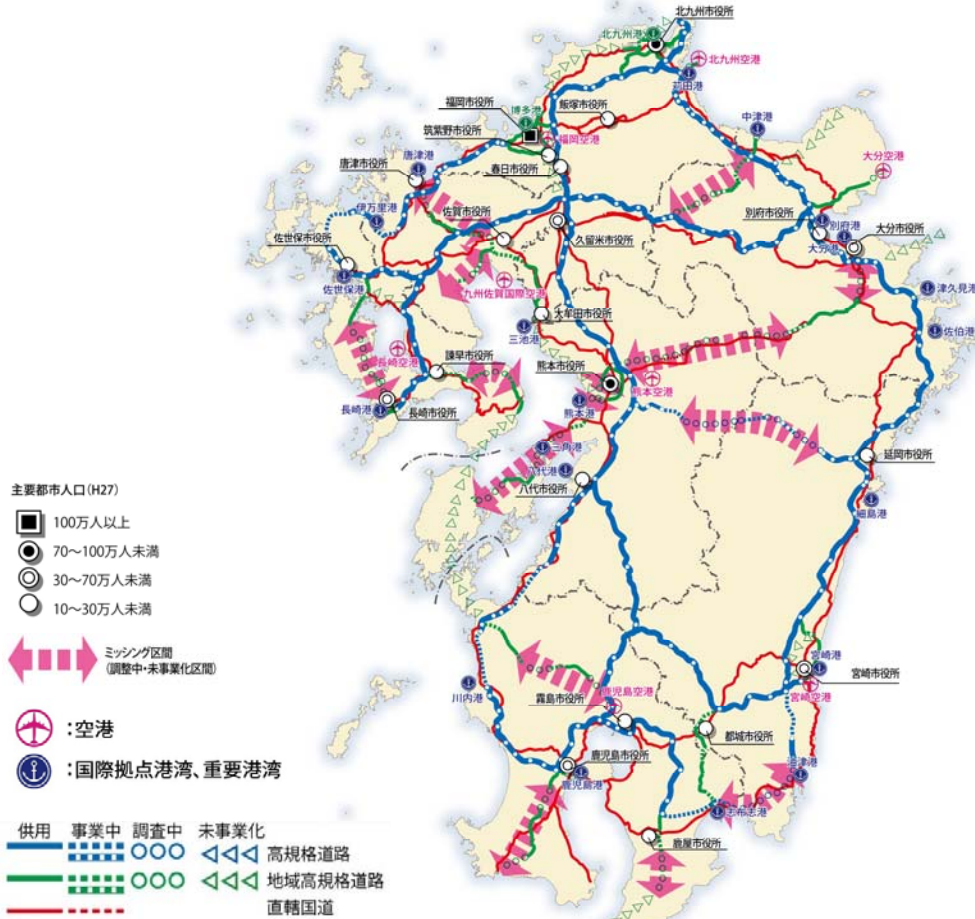 北九州市役所
北九州港
北九州空港
苅田港
福岡市役所
博多港
飯塚市役所
中津港
筑紫野市役所
福岡空港
大分空港
唐津港
唐津市役所
春日市役所
伊万里港
佐賀市役所
別府市役所
別府港
大分市役所
佐世保市役所
久留米市役所
大分港
佐世保港
九州佐賀国際空港
津久見港
大牟田市役所
三池港
佐伯港
長崎空港
諫早市役所
熊本市役所
熊本空港
長崎港
長崎市役所
熊本港
三角港
延岡市役所
八代港
八代市役所
細島港
主要都市人口(H27)
100万人以上
70〜100万人未満
30〜70万人未満
10〜30万人未満
ミッシング区間
(調整中・未事業化区間)
:空港
:国際拠点港湾、重要港湾
宮崎港
宮崎市役所
宮崎空港
川内港
霧島市役所
鹿児島空港
都城市役所
鹿児島市役所
鹿児島港
油津港
志布志港
鹿屋市役所
供用 事業中 調査中 未事業化
高規格道路
地域高規格道路
直轄国道